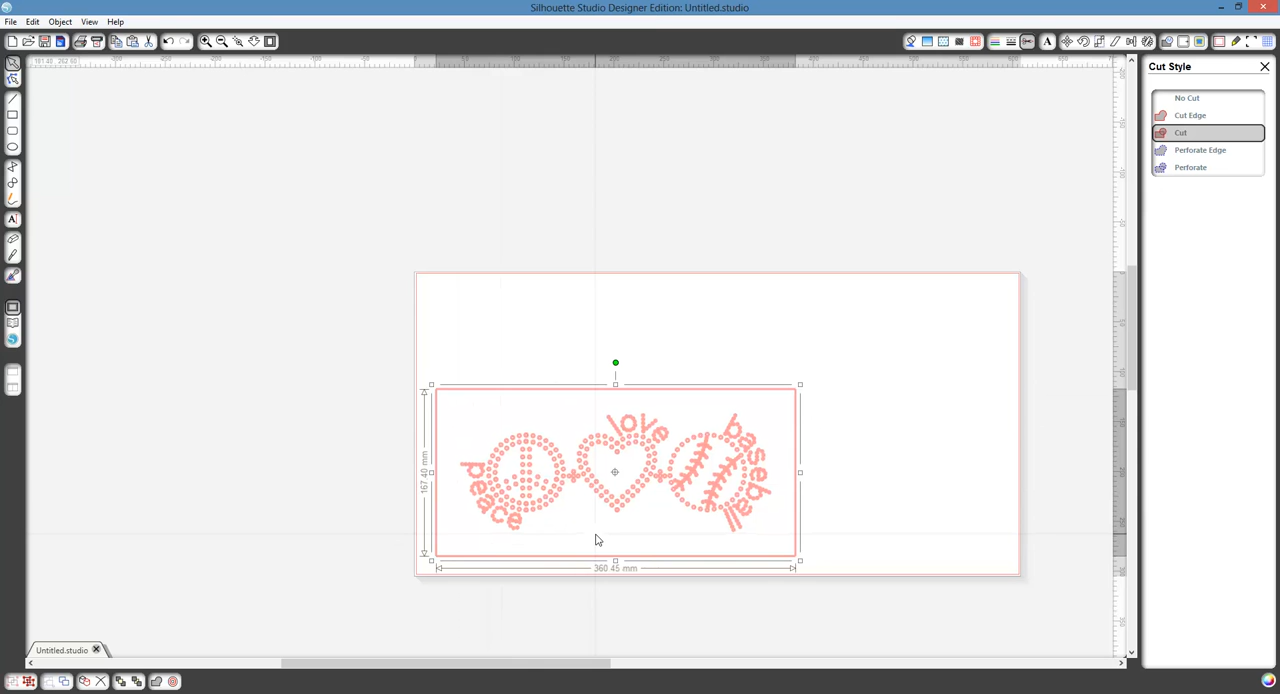 Silhouette Studio Designer Edition: Untitled.studio
File Edit Object View Help
Cut Style
No Cut
Cut Edge
Cut
Perforate Edge
Perforate
peace
love
baseball
167.40 mm
360.45 mm
Untitled.studio